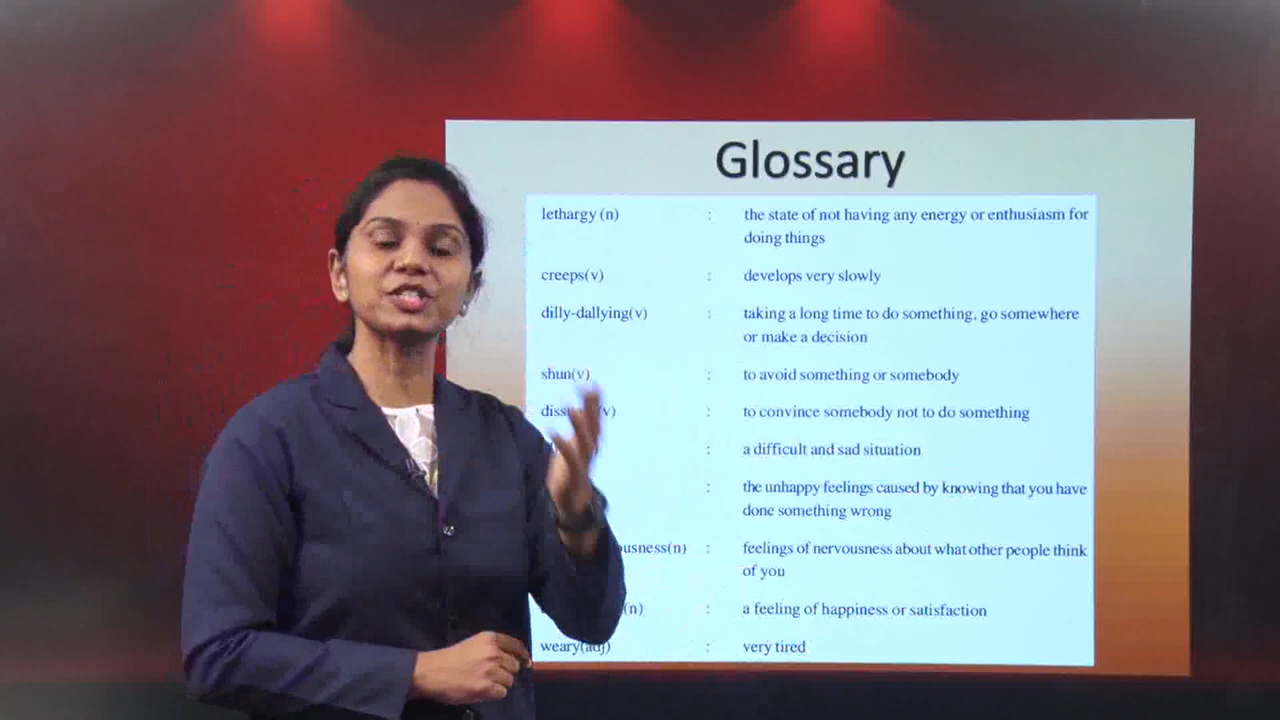 Glossary
lethargy (n) : the state of not having any energy or enthusiasm for
doing things
creeps(v) : develops very slowly
dilly-dallying(v) : taking a long time to do something, go somewhere
or make a decision
shun(v) : to avoid something or somebody
: to convince somebody not to do something
: a difficult and sad situation
: the unhappy feelings caused by knowing that you have
done something wrong
: feelings of nervousness about what other people think
of you
(n) : a feeling of happiness or satisfaction
weary(adj) : very tired